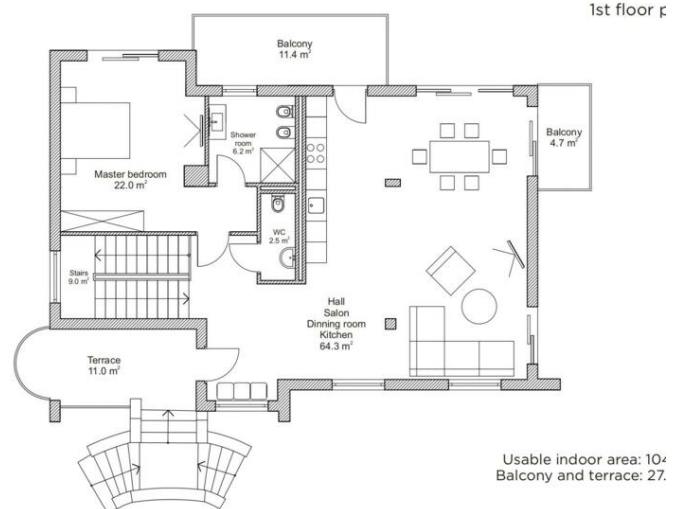 1st floor p
Balcony
11.4 m²
Balcony
4.7 m²
Shower
room
6.2 m²
Master bedroom
22.0 m²
WC
2.5 m²
Stairs
9.0 m²
Hall
Salon
Dinning room
Kitchen
64.3 m²
Terrace
11.0 m²
Usable indoor area: 104
Balcony and terrace: 27.